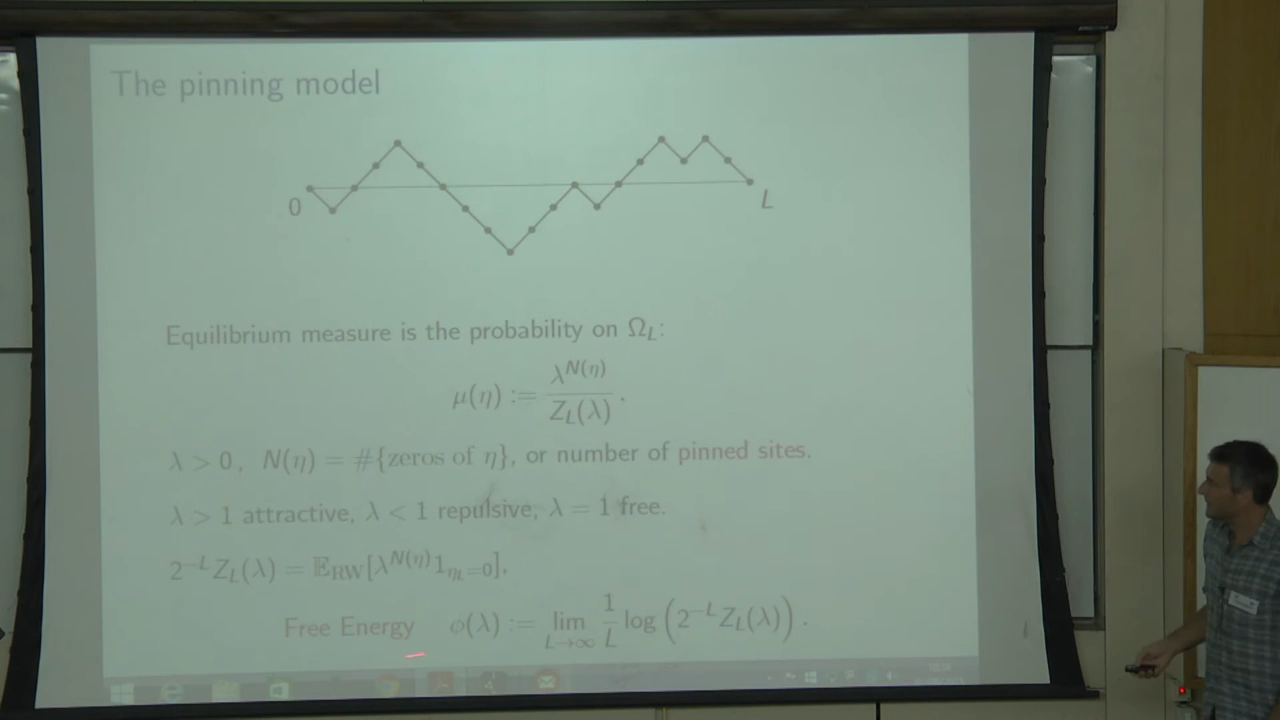 The pinning model
0
L
Equilibrium measure is the probability on Ω_L:
μ(η) := λ^{N(η)} / Z_L(λ) .
λ > 0, N(η) = #{zeros of η}, or number of pinned sites.
λ > 1 attractive, λ < 1 repulsive, λ = 1 free.
2^{-L} Z_L(λ) = 𝔼_RW[λ^{N(η)} 1_{η_L=0}],
Free Energy φ(λ) := lim_{L→∞} 1/L log (2^{-L} Z_L(λ)) .